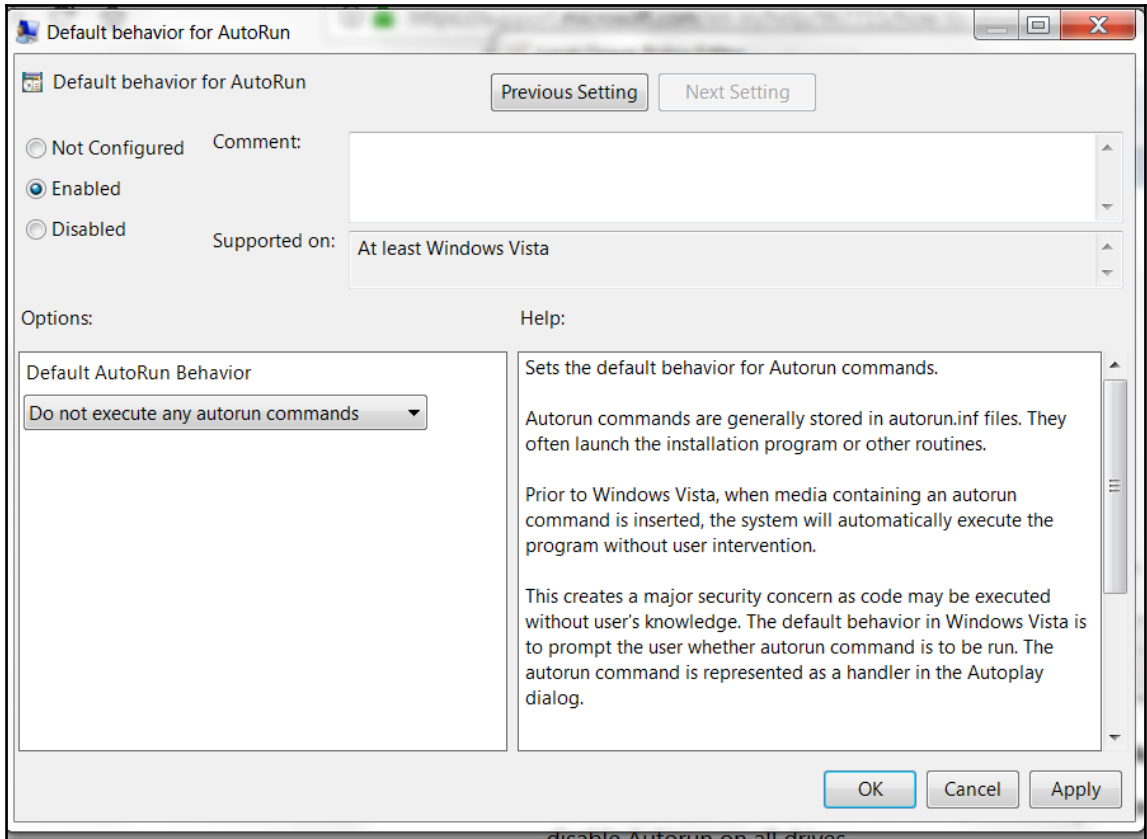 Default behavior for AutoRun
Default behavior for AutoRun
Previous Setting
Next Setting
Not Configured
Comment:
Enabled
Disabled
Supported on:
At least Windows Vista
Options:
Help:
Default AutoRun Behavior
Do not execute any autorun commands
Sets the default behavior for Autorun commands.
Autorun commands are generally stored in autorun.inf files. They
often launch the installation program or other routines.
Prior to Windows Vista, when media containing an autorun
command is inserted, the system will automatically execute the
program without user intervention.
This creates a major security concern as code may be executed
without user's knowledge. The default behavior in Windows Vista is
to prompt the user whether autorun command is to be run. The
autorun command is represented as a handler in the Autoplay
dialog.
OK
Cancel
Apply
disable Autorun on all drives